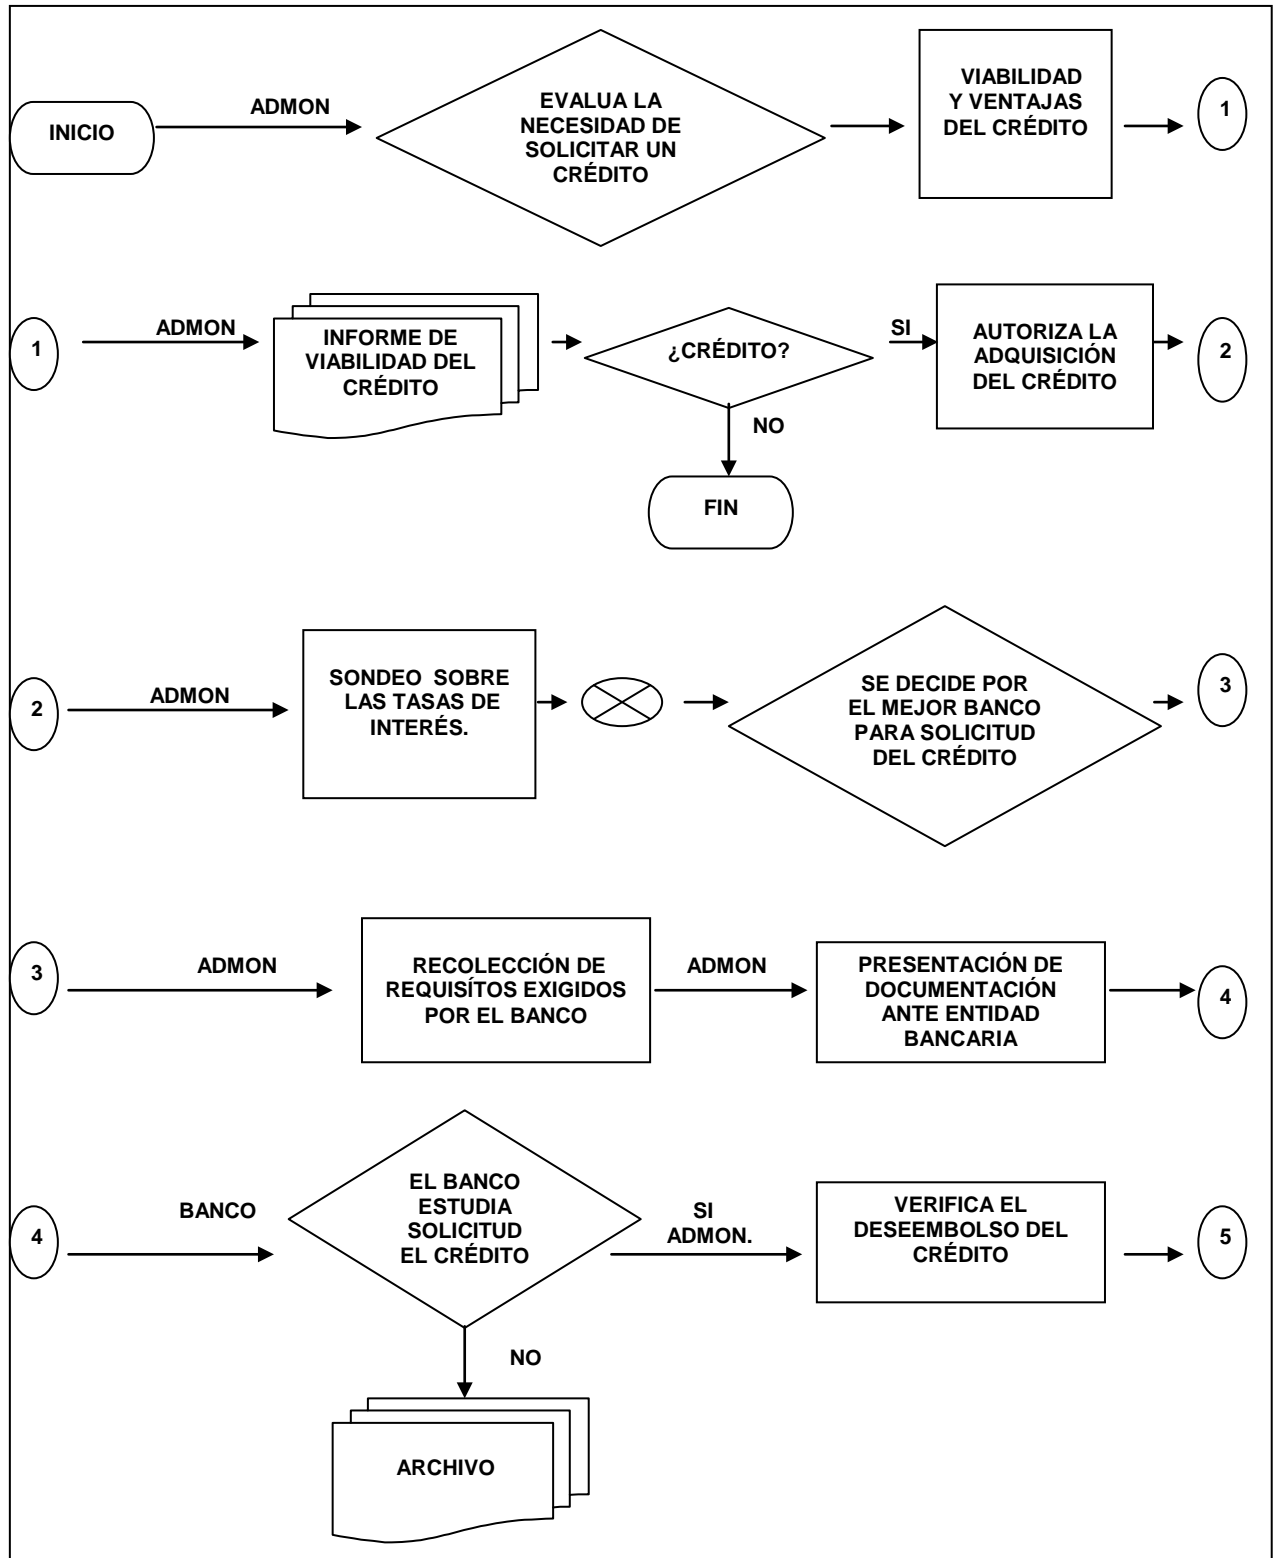 INICIO
ADMON
EVALUA LA
NECESIDAD DE
SOLICITAR UN
CRÉDITO
VIABILIDAD
Y VENTAJAS
DEL CRÉDITO
1
1
ADMON
INFORME DE
VIABILIDAD DEL
CRÉDITO
¿CRÉDITO?
SI
AUTORIZA LA
ADQUISICIÓN
DEL CRÉDITO
2
NO
FIN
2
ADMON
SONDEO SOBRE
LAS TASAS DE
INTERÉS.
SE DECIDE POR
EL MEJOR BANCO
PARA SOLICITUD
DEL CRÉDITO
3
3
ADMON
RECOLECCIÓN DE
REQUISÍTOS EXIGIDOS
POR EL BANCO
ADMON
PRESENTACIÓN DE
DOCUMENTACIÓN
ANTE ENTIDAD
BANCARIA
4
4
BANCO
EL BANCO
ESTUDIA
SOLICITUD
EL CRÉDITO
SI
ADMON.
VERIFICA EL
DESEEMBOLSO DEL
CRÉDITO
5
NO
ARCHIVO